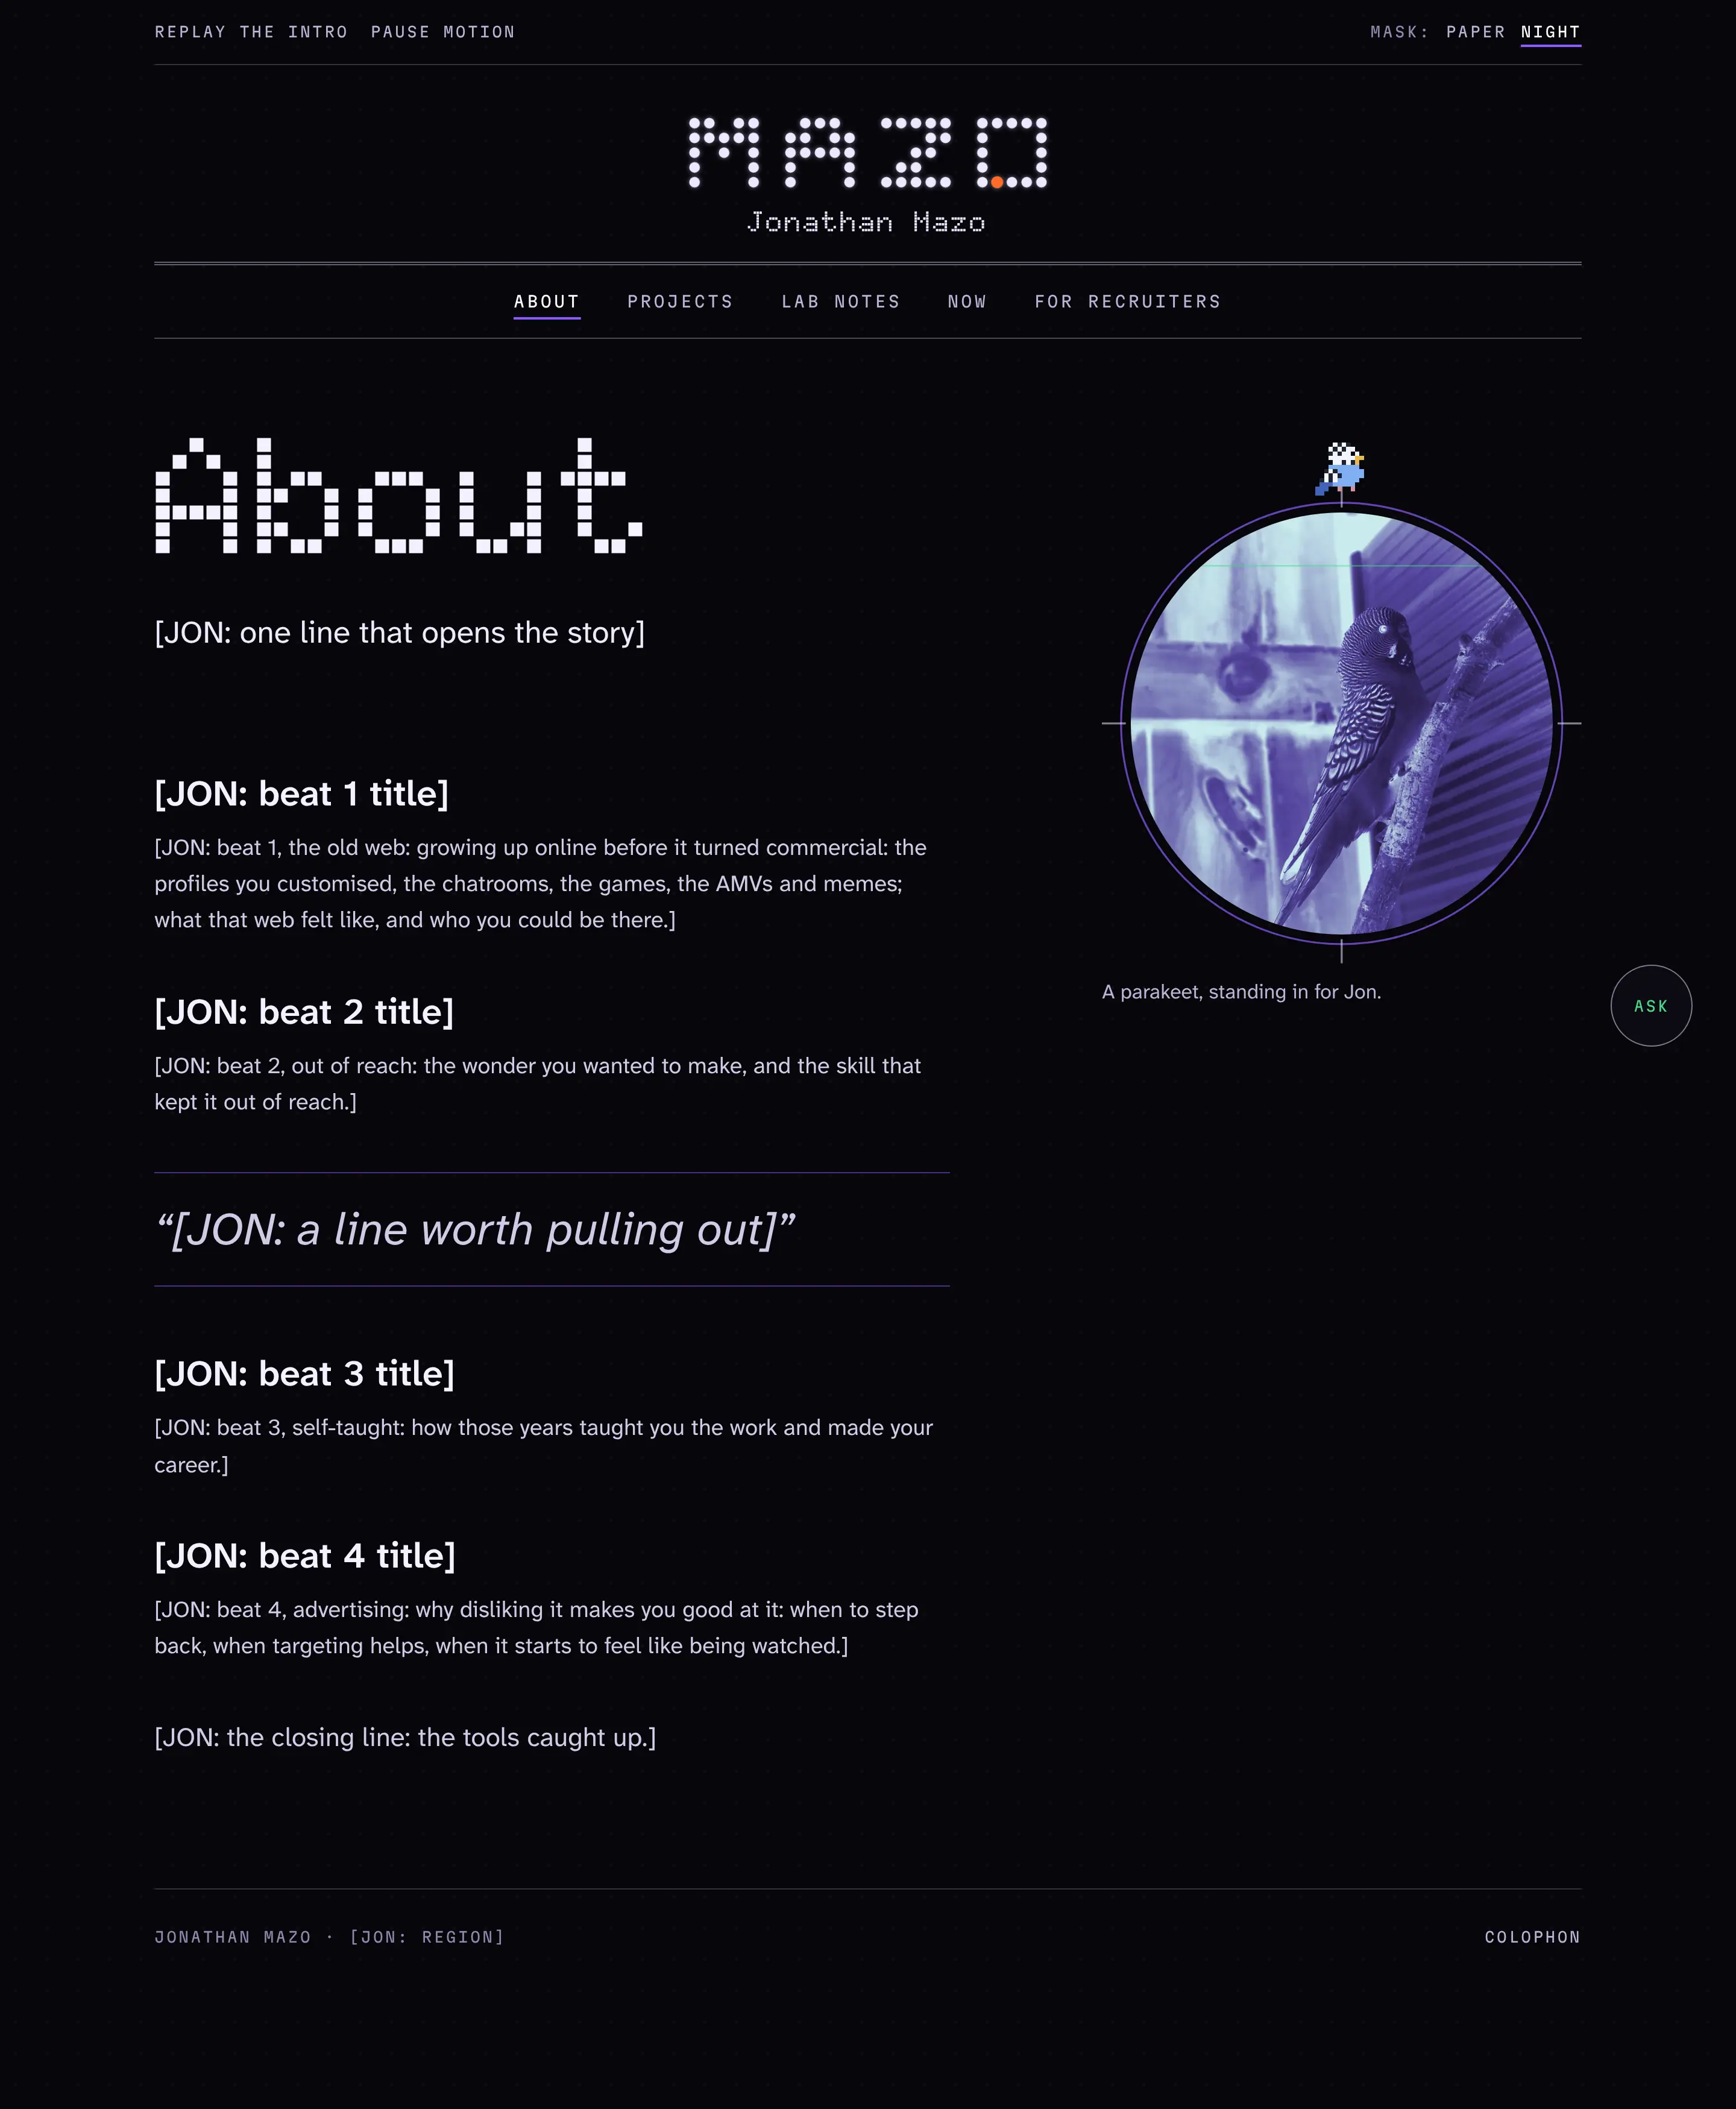 REPLAY THE INTRO PAUSE MOTION
MASK: PAPER NIGHT
MAZO
Jonathan Mazo
ABOUT PROJECTS LAB NOTES NOW FOR RECRUITERS
About
[JON: one line that opens the story]
[JON: beat 1 title]
[JON: beat 1, the old web: growing up online before it turned commercial: the
profiles you customised, the chatrooms, the games, the AMVs and memes;
what that web felt like, and who you could be there.]
A parakeet, standing in for Jon.
ASK
[JON: beat 2 title]
[JON: beat 2, out of reach: the wonder you wanted to make, and the skill that
kept it out of reach.]
“[JON: a line worth pulling out]”
[JON: beat 3 title]
[JON: beat 3, self-taught: how those years taught you the work and made your
career.]
[JON: beat 4 title]
[JON: beat 4, advertising: why disliking it makes you good at it: when to step
back, when targeting helps, when it starts to feel like being watched.]
[JON: the closing line: the tools caught up.]
JONATHAN MAZO · [JON: REGION]
COLOPHON